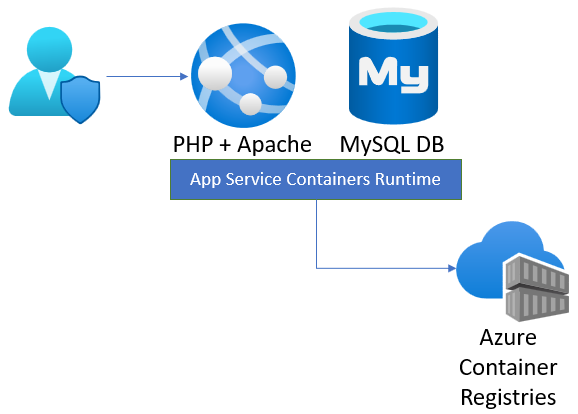 My
PHP + Apache
MySQL DB
App Service Containers Runtime
Azure
Container
Registries